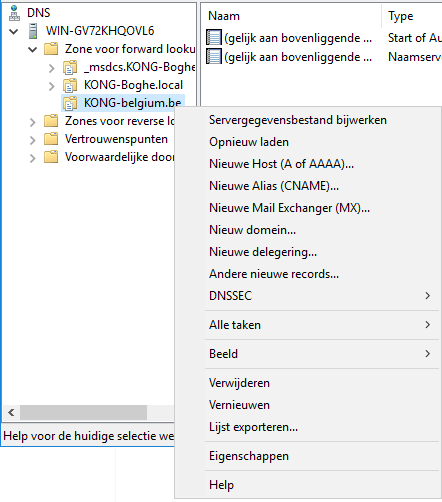 DNS
WIN-GV72KHQOVL6
Zone voor forward looku
_msdcs.KONG-Boghe
KONG-Boghe.local
KONG-belgium.be
Zones voor reverse lo
Vertrouwenspunten
Voorwaardelijke door
Help voor de huidige selectie we
Naam Type
(gelijk aan bovenliggende ... Start of Au
(gelijk aan bovenliggende ... Naamserv
Servergegevensbestand bijwerken
Opnieuw laden
Nieuwe Host (A of AAAA)...
Nieuwe Alias (CNAME)...
Nieuwe Mail Exchanger (MX)...
Nieuw domein...
Nieuwe delegering...
Andere nieuwe records...
DNSSEC
Alle taken
Beeld
Verwijderen
Vernieuwen
Lijst exporteren...
Eigenschappen
Help